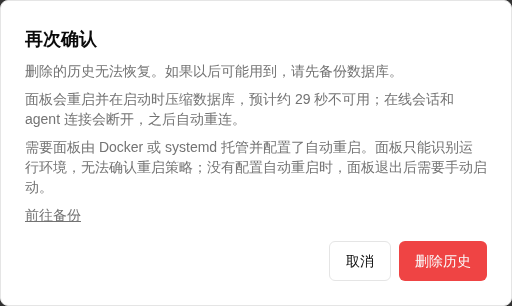 再次确认
删除的历史无法恢复。如果以后可能用到，请先备份数据库。
面板会重启并在启动时压缩数据库，预计约 29 秒不可用；在线会话和
agent 连接会断开，之后自动重连。
需要面板由 Docker 或 systemd 托管并配置了自动重启。面板只能识别运
行环境，无法确认重启策略；没有配置自动重启时，面板退出后需要手动启
动。
前往备份
取消
删除历史